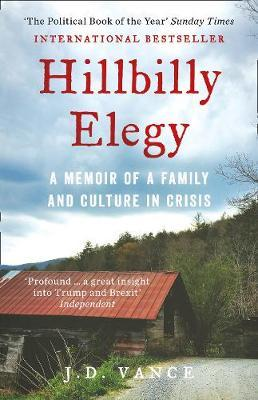 ‘The Political Book of the Year’ Sunday Times
INTERNATIONAL BESTSELLER
Hillbilly
Elegy
A MEMOIR OF A FAMILY
AND CULTURE IN CRISIS
‘Profound ... a great insight
into Trump and Brexit’
Independent
J.D. VANCE